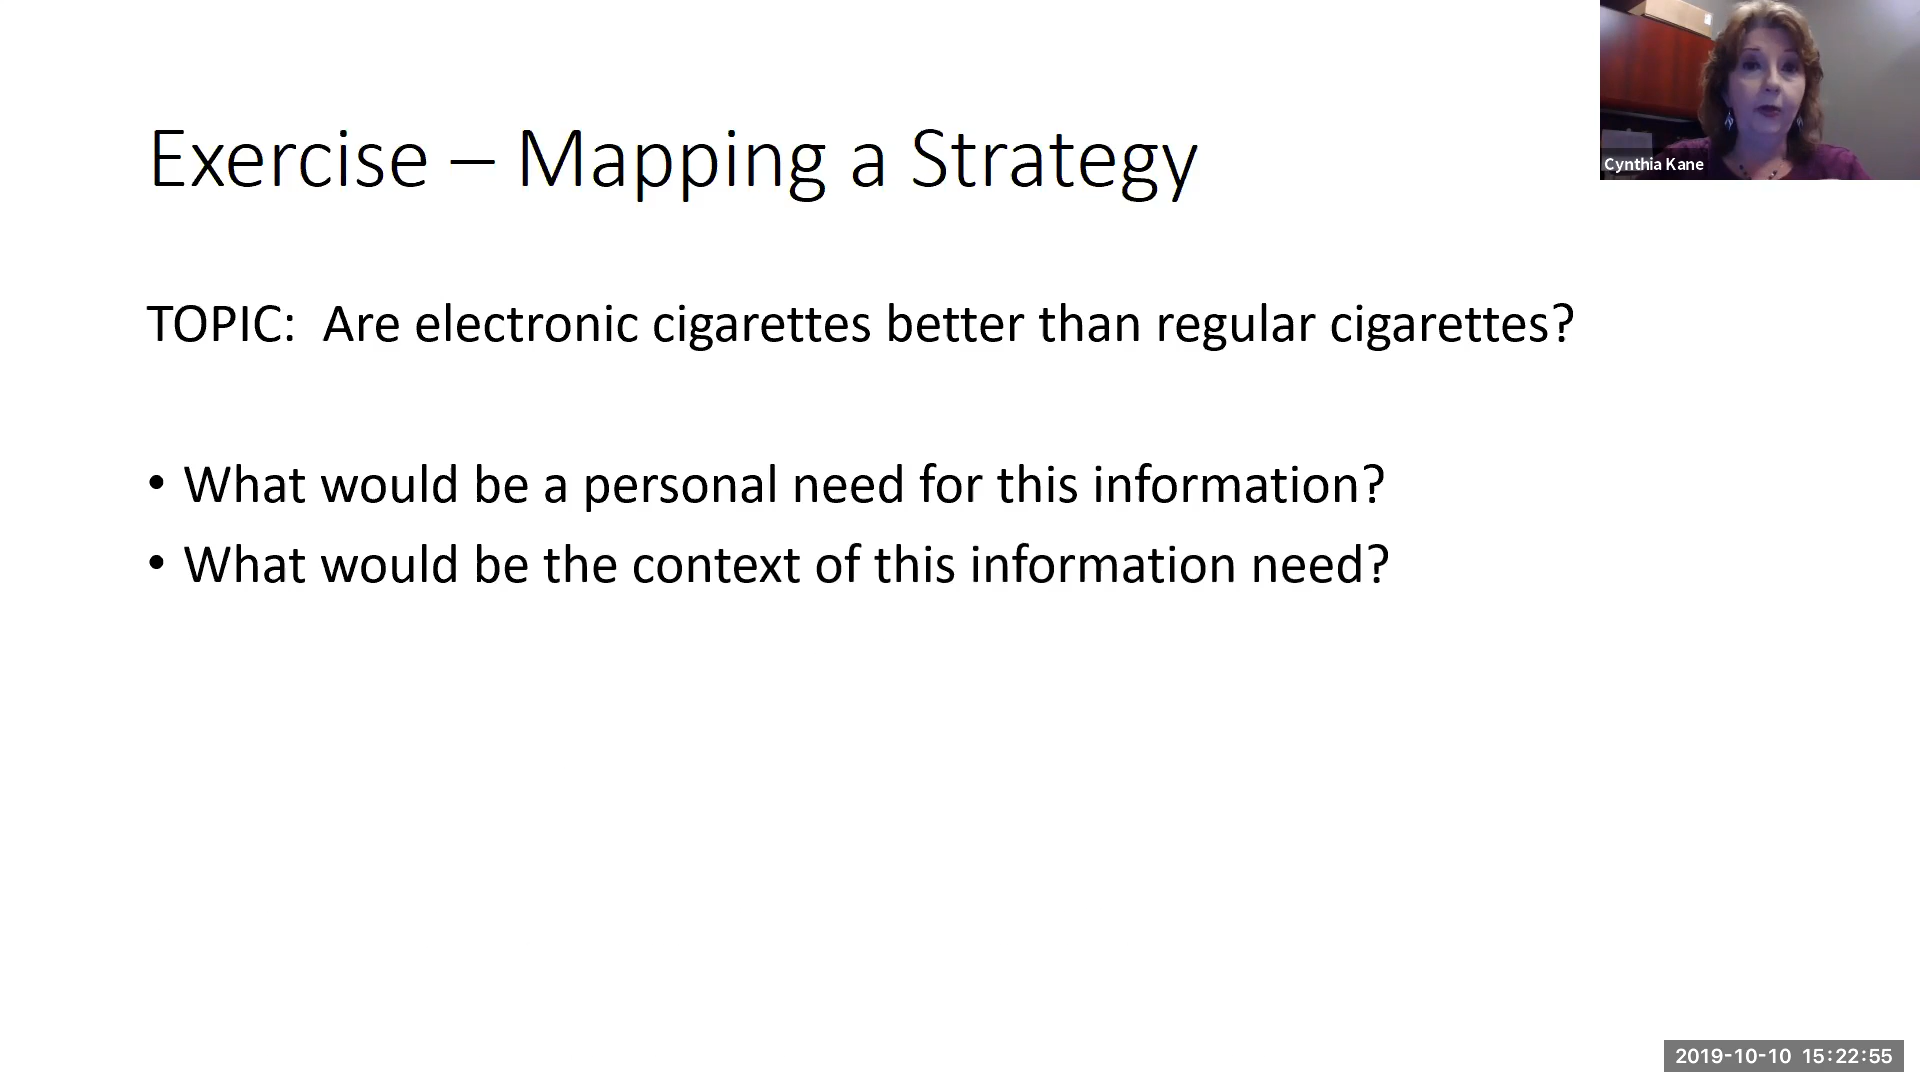 Exercise – Mapping a Strategy
Cynthia Kane
TOPIC:  Are electronic cigarettes better than regular cigarettes?
• What would be a personal need for this information?
• What would be the context of this information need?
2019-10-10 15:22:55